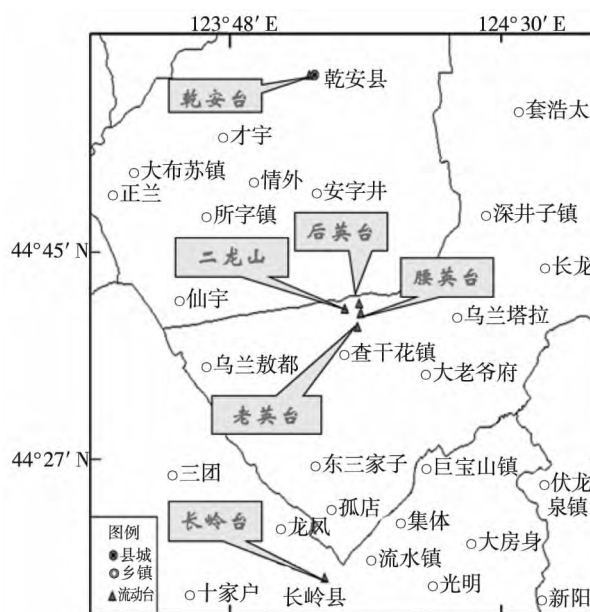 123°48′ E
124°30′ E
乾安县
乾安台
套浩太
才宇
大布苏镇
情外
正兰
安字井
所字镇
深井子镇
后英台
44°45′ N
二龙山
腰英台
长龙
仙宇
乌兰塔拉
查干花镇
乌兰敖都
大老爷府
老英台
44°27′ N
东三家子
巨宝山镇
三团
伏龙
泉镇
长岭台
孤店
龙凤
集体
大房身
流水镇
图例
县城
乡镇
流动台
十家户
长岭县
光明
新阳